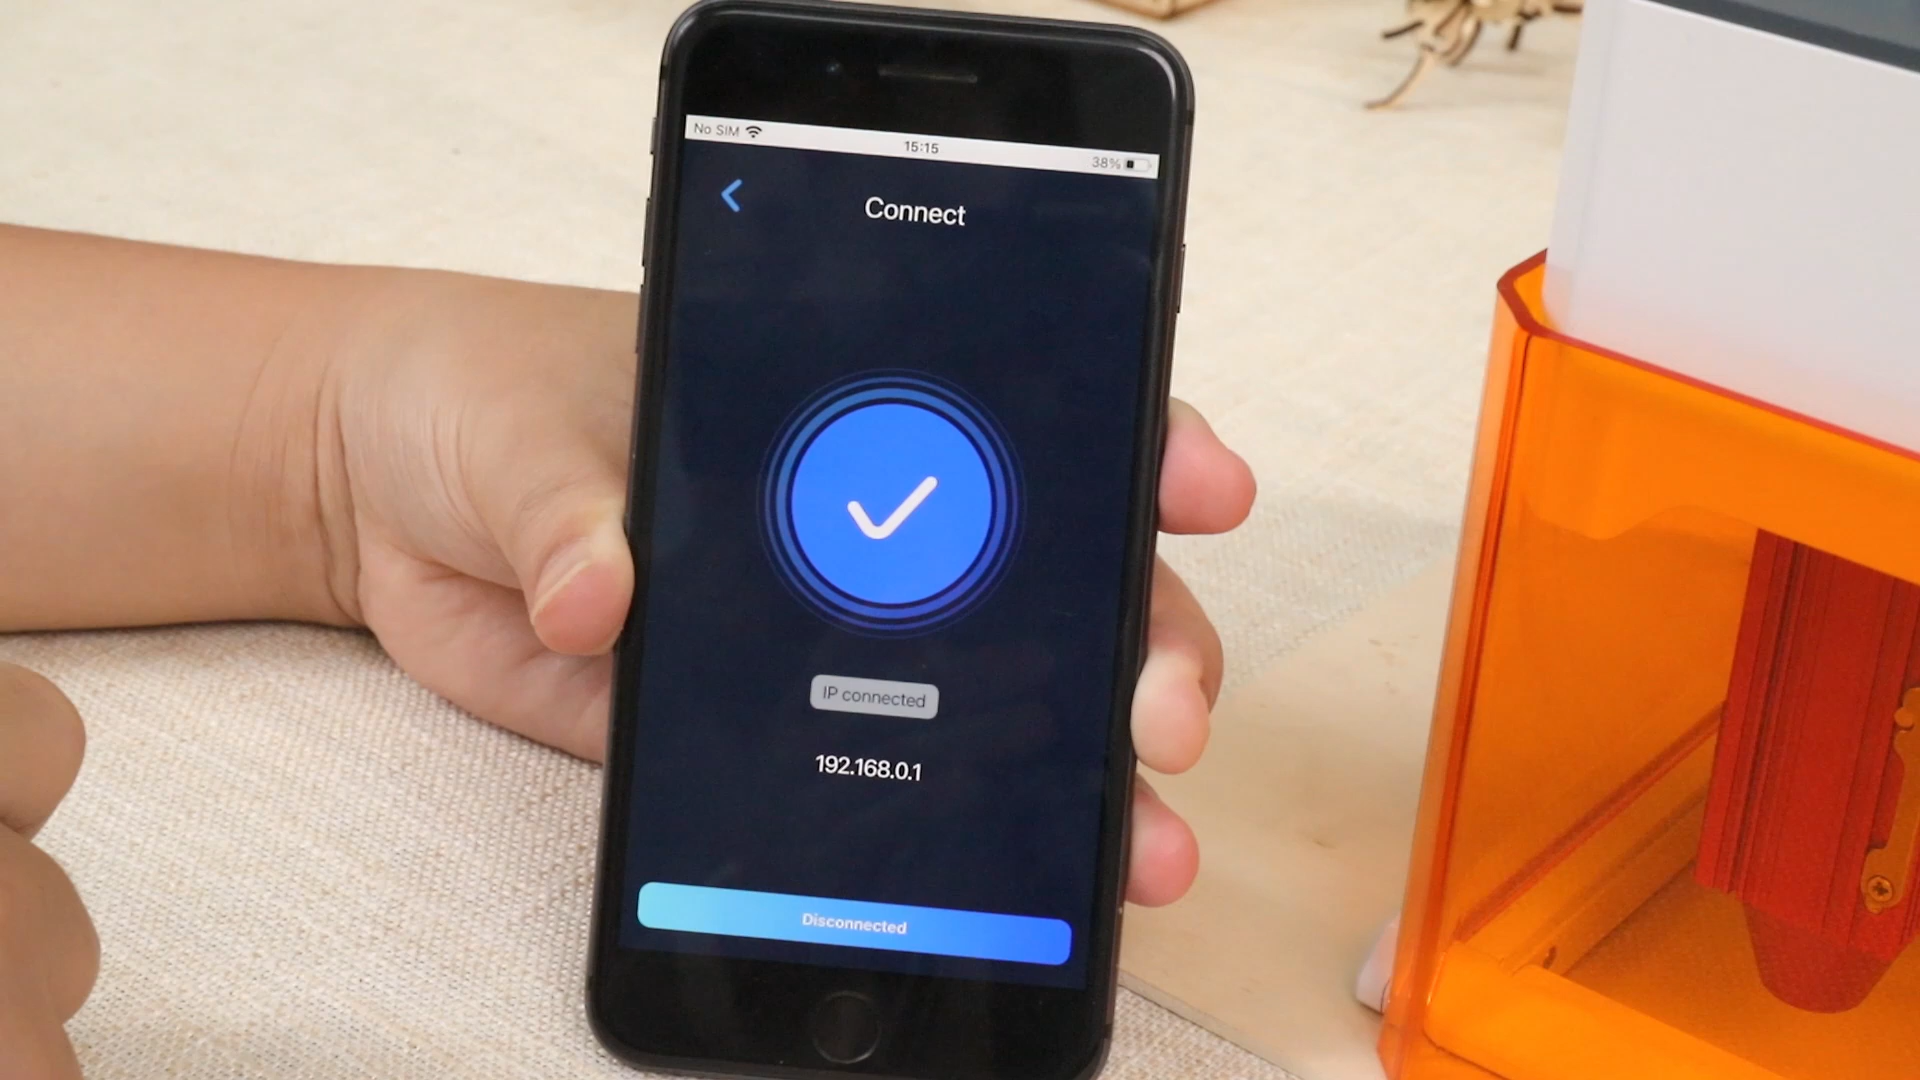 No SIM
15:15
38%
Connect
IP connected
192.168.0.1
Disconnected